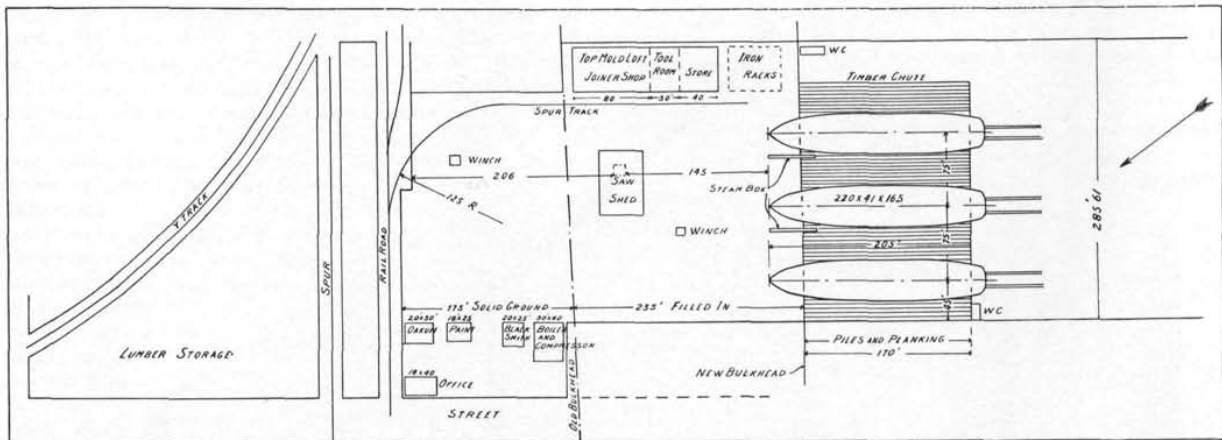 WC
TIMBER CHUTE
TOP MOLD LOFT
JOINER SHOP
TOOL
ROOM
STORE
IRON
RACKS
80
30'
40
SPUR TRACK
WINCH
206
145
SAW
SHED
STEAM BOX
125 R
75
220 X 41 X 165
WINCH
75
205'
285' 61
Y TRACK
SPUR
RAIL ROAD
175' SOLID GROUND
235' FILLED IN
45
WC
20x30'
OAKUM
18x25
PAINT
20x25'
BLACK
SMITH
30x40
BOILER
AND
COMPRESSOR
LUMBER STORAGE
18x40
OFFICE
PILES AND PLANKING
170'
NEW BULKHEAD
OLD BULKHEAD
STREET